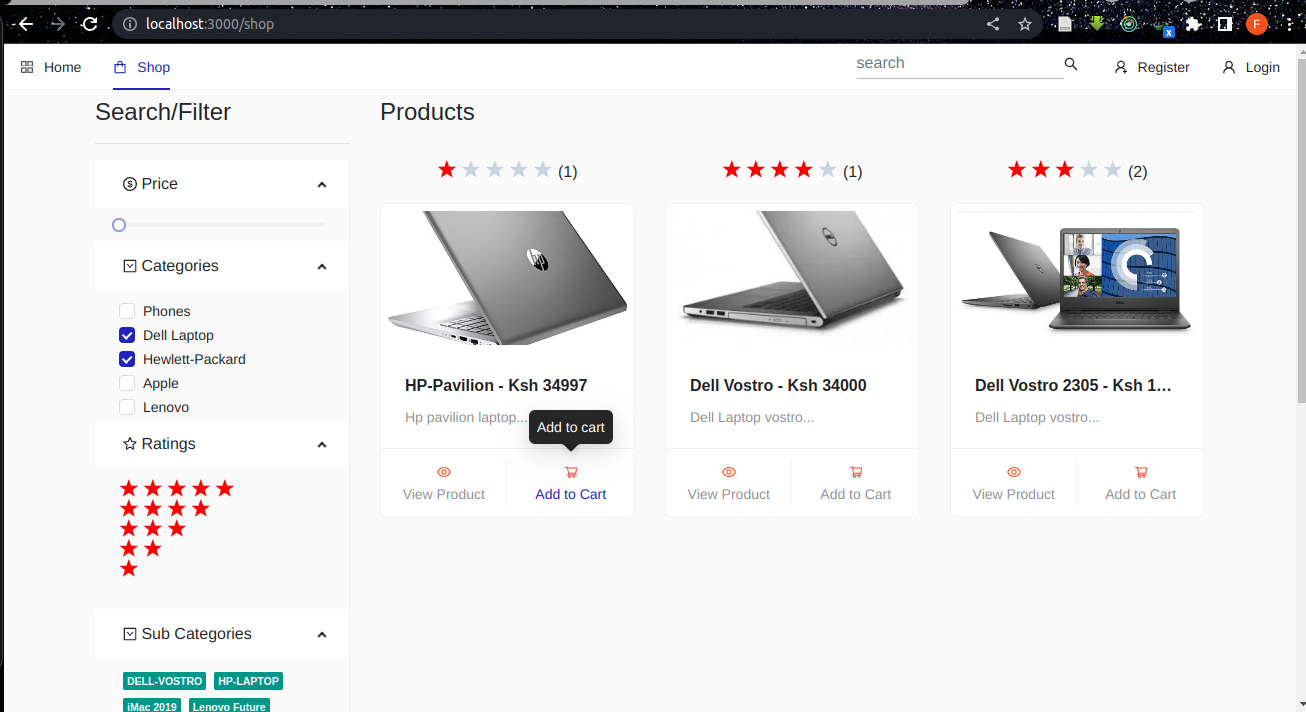 localhost:3000/shop
F
x
Home
Shop
search
Register
Login
Search/Filter
Products
(1)
(1)
(2)
Price
Categories
Phones
Dell Laptop
Hewlett-Packard
Apple
Lenovo
Ratings
Sub Categories
DELL-VOSTRO
HP-LAPTOP
iMac 2019
Lenovo Future
hp
HP-Pavilion - Ksh 34997
Hp pavilion laptop...
Add to cart
View Product
Add to Cart
Dell Vostro - Ksh 34000
Dell Laptop vostro...
View Product
Add to Cart
DELL
Dell Vostro 2305 - Ksh 1…
Dell Laptop vostro...
View Product
Add to Cart